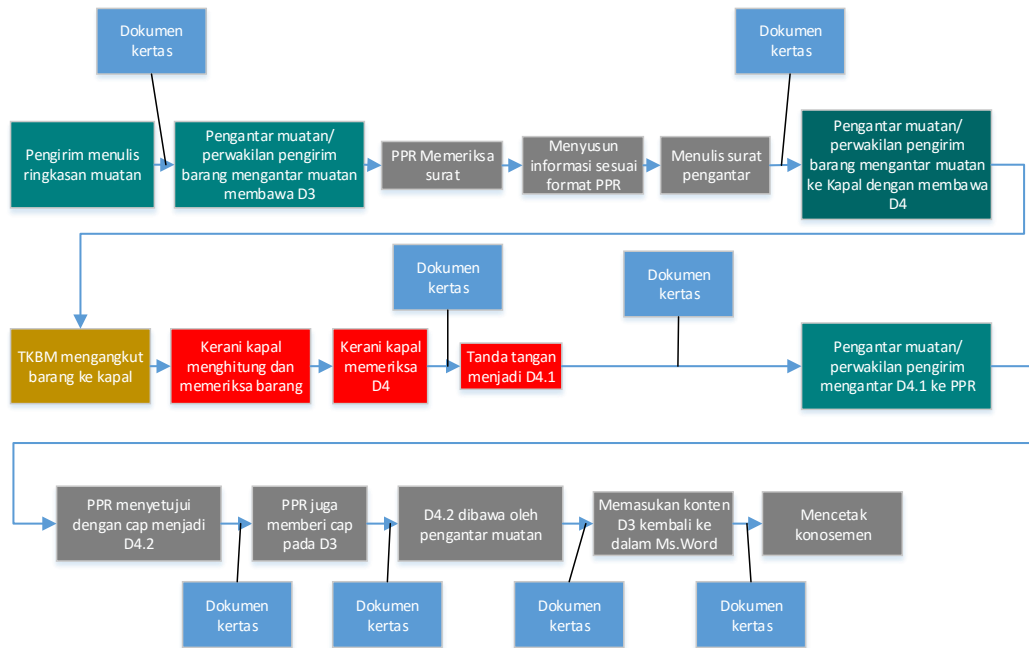 Dokumen
kertas
Dokumen
kertas
Pengirim menulis
ringkasan muatan
Pengantar muatan/
perwakilan pengirim
barang mengantar muatan
membawa D3
PPR Memeriksa
surat
Menyusun
informasi sesuai
format PPR
Menulis surat
pengantar
Pengantar muatan/
perwakilan pengirim
barang mengantar muatan
ke Kapal dengan membawa
D4
Dokumen
kertas
Dokumen
kertas
TKBM mengangkut
barang ke kapal
Kerani kapal
menghitung dan
memeriksa barang
Kerani kapal
memeriksa
D4
Tanda tangan
menjadi D4.1
Pengantar muatan/
perwakilan pengirim
mengantar D4.1 ke PPR
PPR menyetujui
dengan cap menjadi
D4.2
PPR juga
memberi cap
pada D3
D4.2 dibawa oleh
pengantar muatan
Memasukan konten
D3 kembali ke
dalam Ms.Word
Mencetak
konosemen
Dokumen
kertas
Dokumen
kertas
Dokumen
kertas
Dokumen
kertas